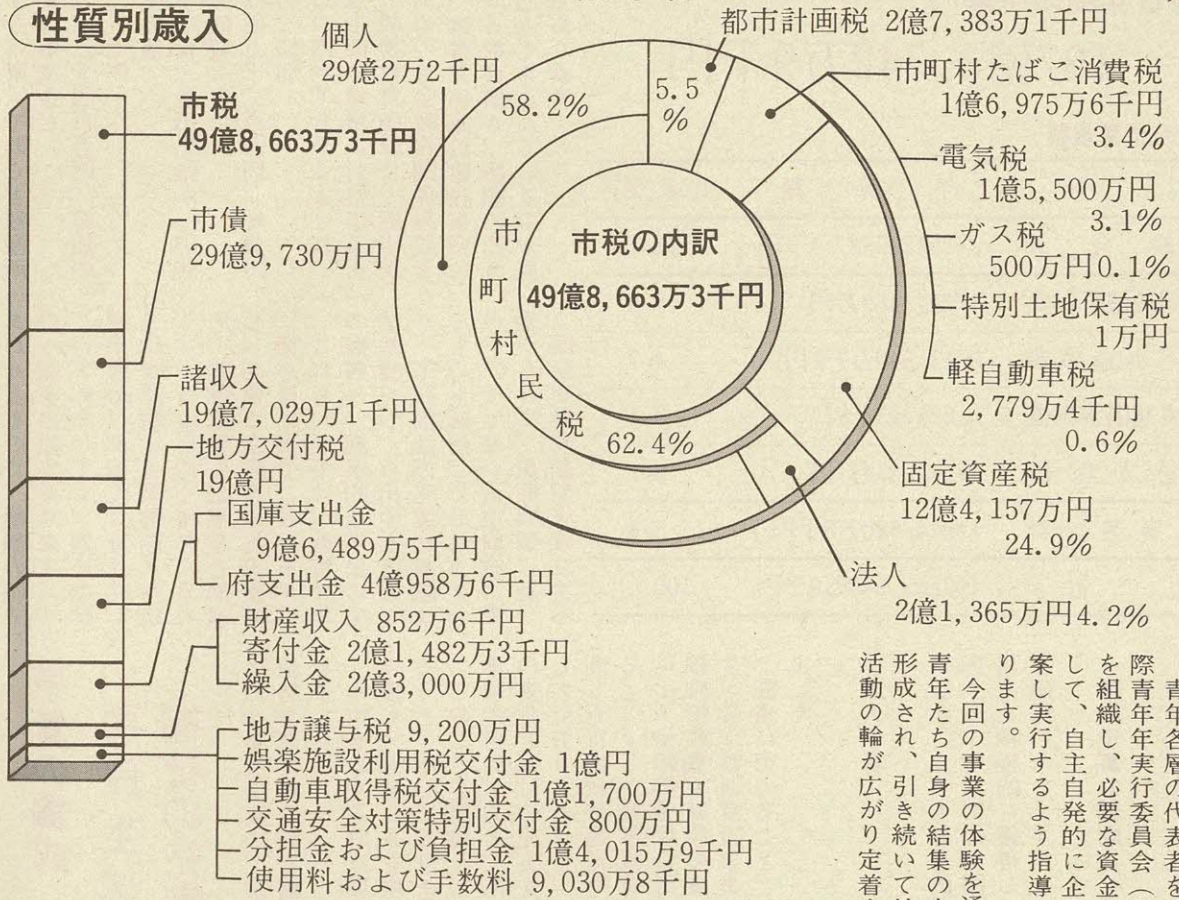 性質別歳入
市税
49億8,663万3千円
市債
29億9,730万円
諸収入
19億7,029万1千円
地方交付税
19億円
国庫支出金
9億6,489万5千円
府支出金 4億958万6千円
財産収入 852万6千円
寄付金 2億1,482万3千円
繰入金 2億3,000万円
地方譲与税 9,200万円
娯楽施設利用税交付金 1億円
自動車取得税交付金 1億1,700万円
交通安全対策特別交付金 800万円
分担金および負担金 1億4,015万9千円
使用料および手数料 9,030万8千円
個人
29億2万2千円
58.2%
市町村民税
62.4%
市税の内訳
49億8,663万3千円
都市計画税 2億7,383万1千円
5.5
%
市町村たばこ消費税
1億6,975万6千円
3.4%
電気税
1億5,500万円
3.1%
ガス税
500万円0.1%
特別土地保有税
1万円
軽自動車税
2,779万4千円
0.6%
固定資産税
12億4,157万円
24.9%
法人
2億1,365万円4.2%
青年各層の代表者を
際青年年実行委員会（
を組織し、必要な資金
して、自主自発的に企
案し実行するよう指導
ります。
今回の事業の体験を通
青年たち自身の結集の
形成され、引き続いて
活動の輪が広がり定着